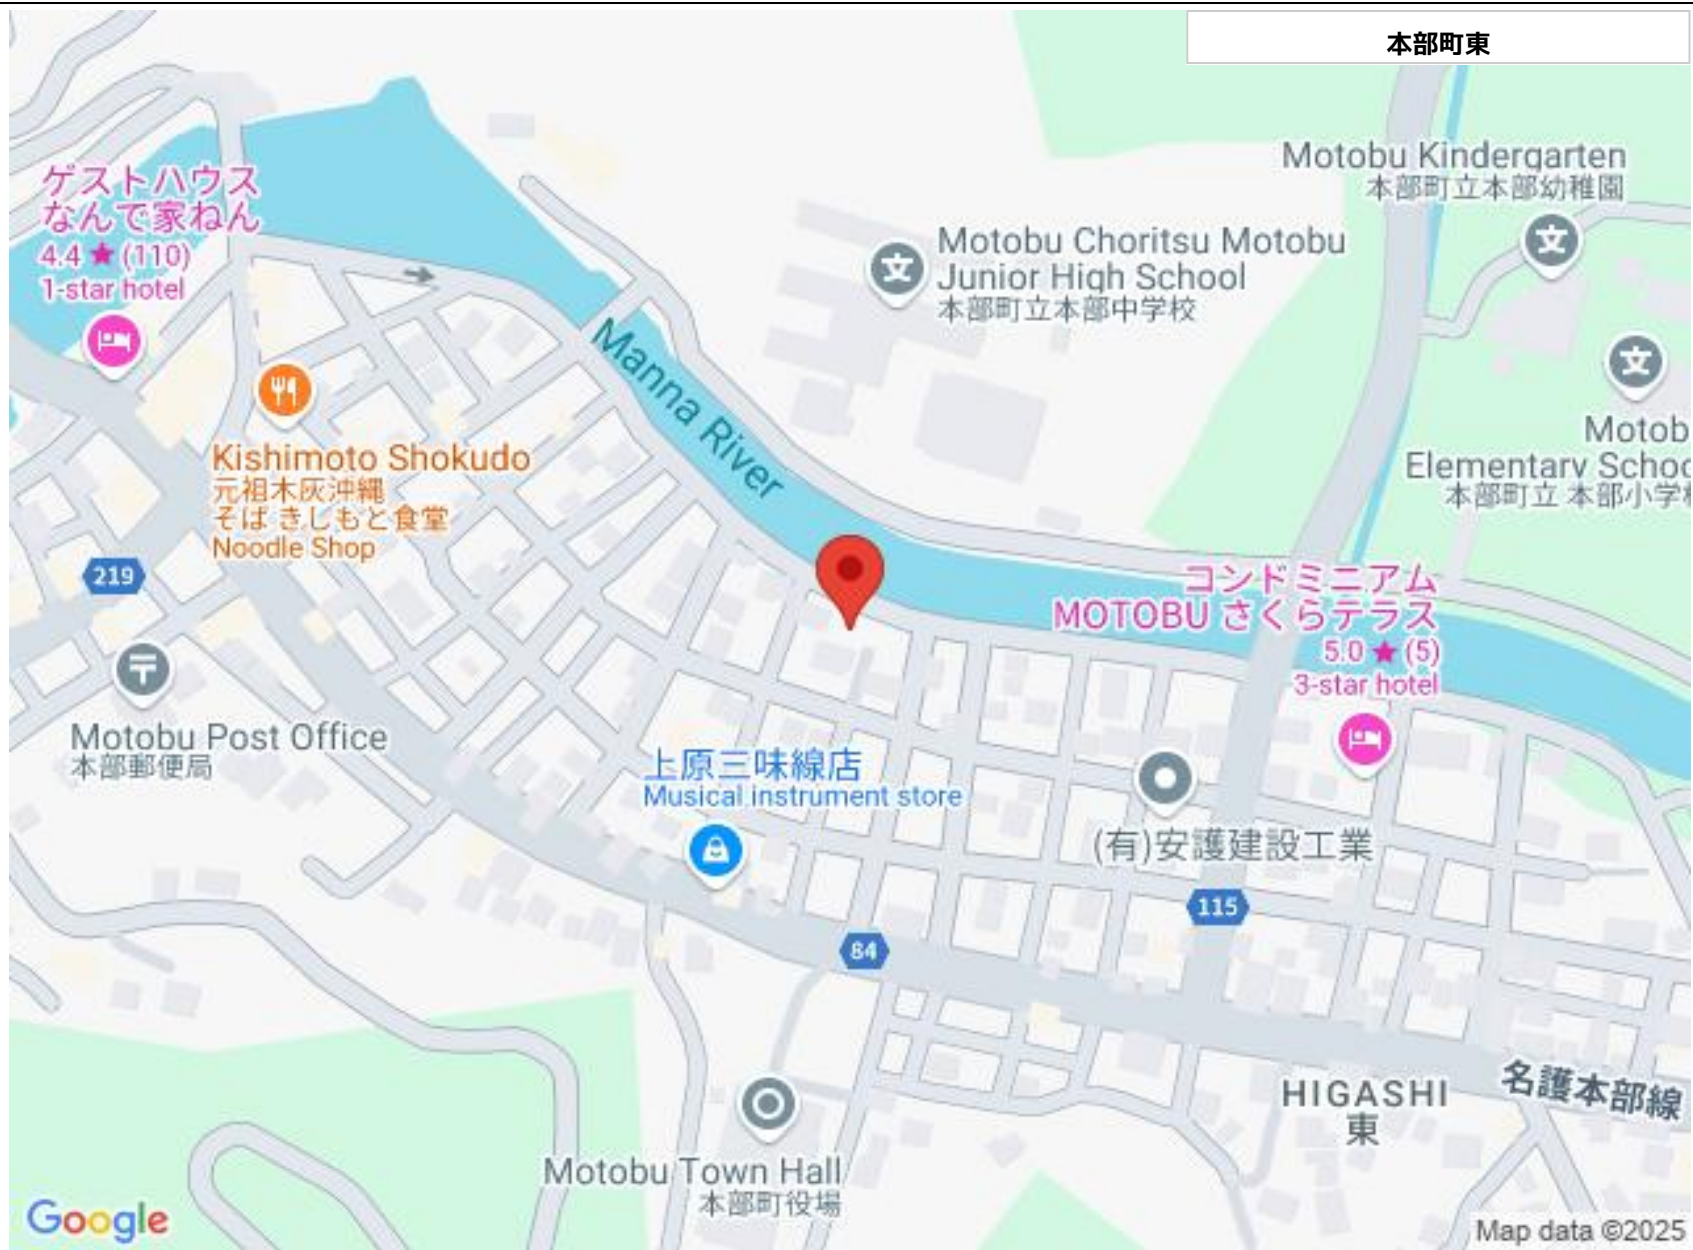 本部町東
Motobu Kindergarten
本部町立本部幼稚園
ゲストハウス
なんで家ねん
4.4 ★ (110)
1-star hotel
Motobu Choritsu Motobu
Junior High School
本部町立本部中学校
Manna River
Motob
Elementary Schoo
本部町立 本部小学校
Kishimoto Shokudo
元祖木灰沖縄
そば きしもと食堂
Noodle Shop
219
コンドミニアム
MOTOBU さくらテラス
5.0 ★ (5)
3-star hotel
Motobu Post Office
本部郵便局
上原三味線店
Musical instrument store
(有)安護建設工業
115
84
名護本部線
HIGASHI
東
Motobu Town Hall
本部町役場
Google
Map data ©2025